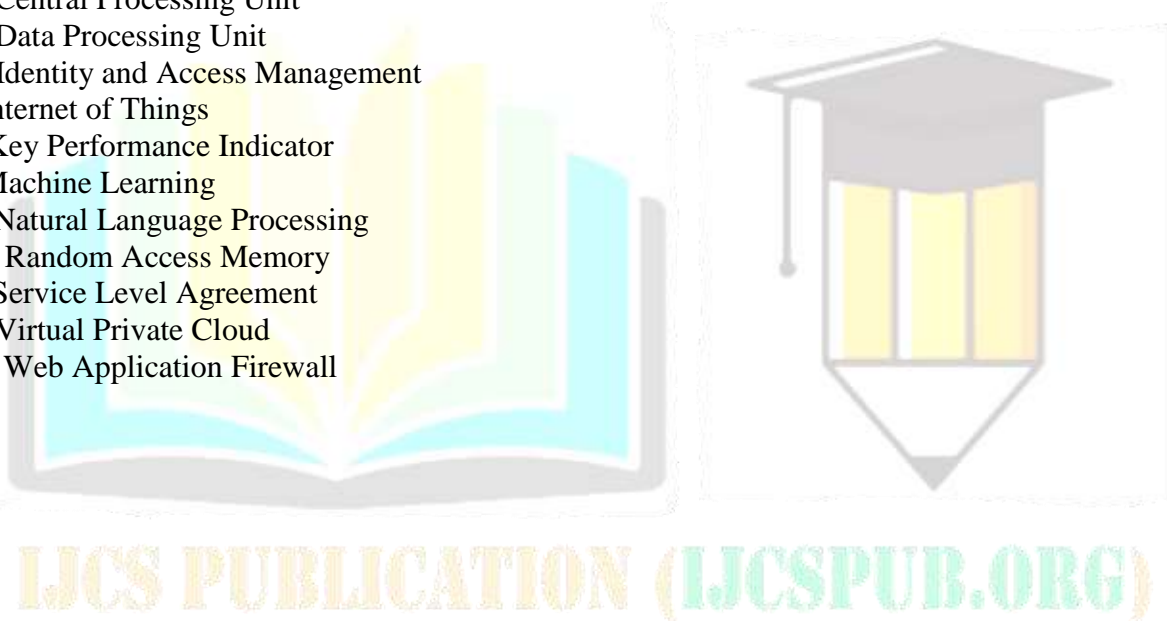 Central Processing Unit
Data Processing Unit
Identity and Access Management
nternet of Things
Key Performance Indicator
Machine Learning
Natural Language Processing
Random Access Memory
Service Level Agreement
Virtual Private Cloud
Web Application Firewall
IJCS PUBLICATION (IJCSPUB.ORG)